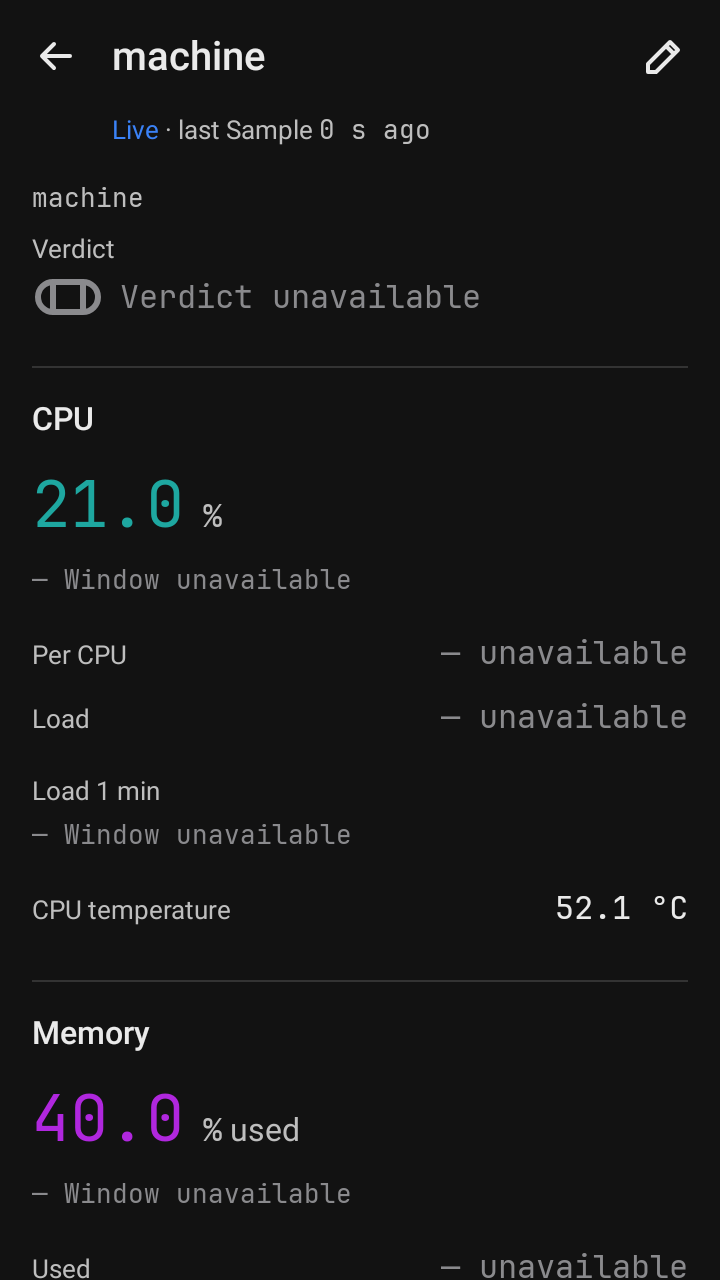 machine
Live · last Sample 0 s ago
machine
Verdict
Verdict unavailable
CPU
21.0 %
— Window unavailable
Per CPU — unavailable
Load — unavailable
Load 1 min
— Window unavailable
CPU temperature 52.1 °C
Memory
40.0 % used
— Window unavailable
Used — unavailable